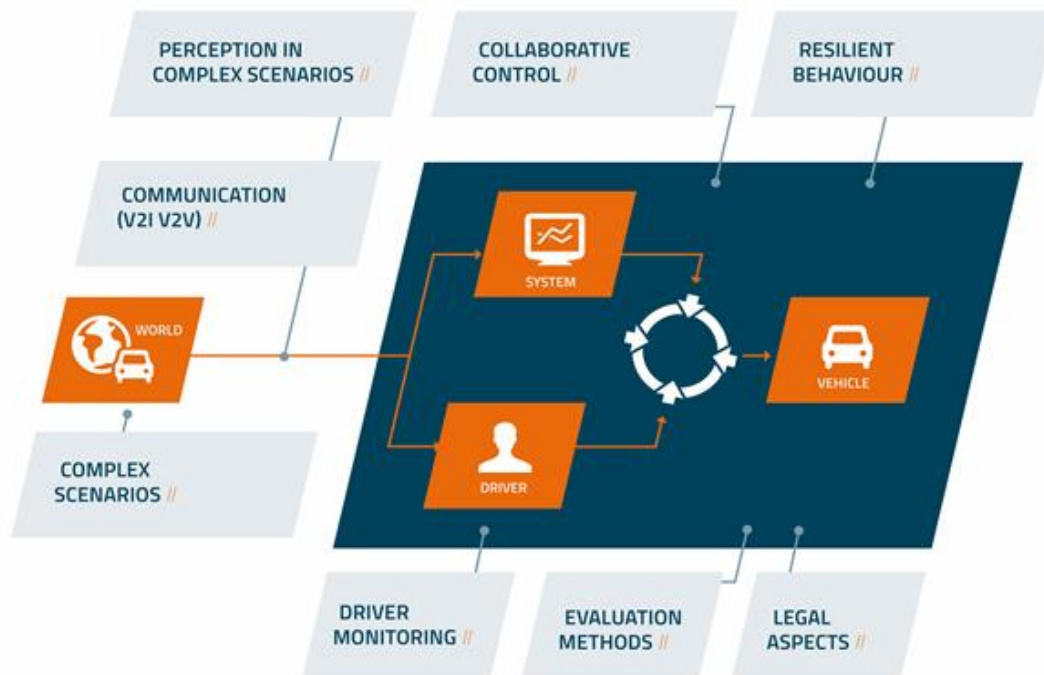 PERCEPTION IN
COMPLEX SCENARIOS //
COLLABORATIVE
CONTROL //
RESILIENT
BEHAVIOUR //
COMMUNICATION
(V2I V2V) //
SYSTEM
WORLD
VEHICLE
DRIVER
COMPLEX
SCENARIOS //
DRIVER
MONITORING //
EVALUATION
METHODS //
LEGAL
ASPECTS //